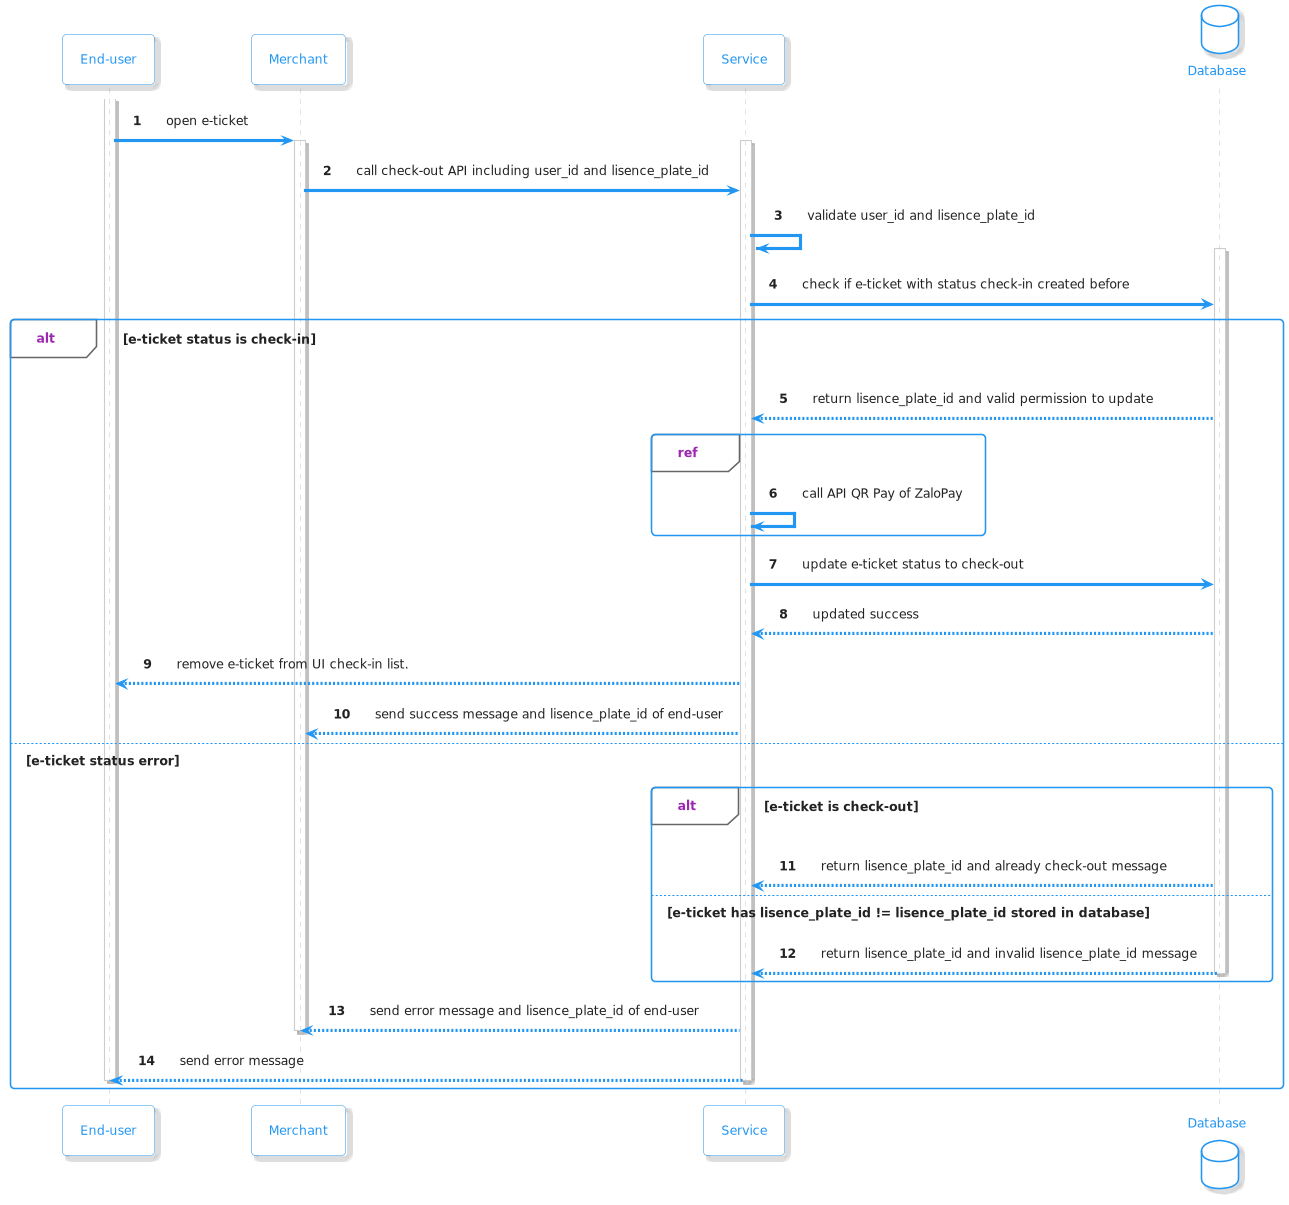 End-user
Merchant
Service
Database
1 open e-ticket
2 call check-out API including user_id and lisence_plate_id
3 validate user_id and lisence_plate_id
4 check if e-ticket with status check-in created before
alt [e-ticket status is check-in]
5 return lisence_plate_id and valid permission to update
ref
6 call API QR Pay of ZaloPay
7 update e-ticket status to check-out
8 updated success
9 remove e-ticket from UI check-in list.
10 send success message and lisence_plate_id of end-user
[e-ticket status error]
alt [e-ticket is check-out]
11 return lisence_plate_id and already check-out message
[e-ticket has lisence_plate_id != lisence_plate_id stored in database]
12 return lisence_plate_id and invalid lisence_plate_id message
13 send error message and lisence_plate_id of end-user
14 send error message
End-user
Merchant
Service
Database